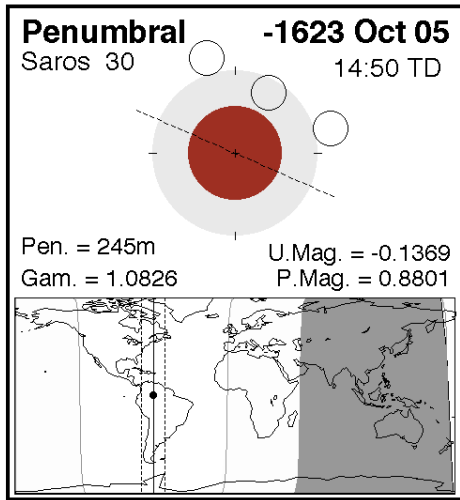 Penumbral -1623 Oct 05
Saros 30 14:50 TD
Pen. = 245m U.Mag. = -0.1369
Gam. = 1.0826 P.Mag. = 0.8801